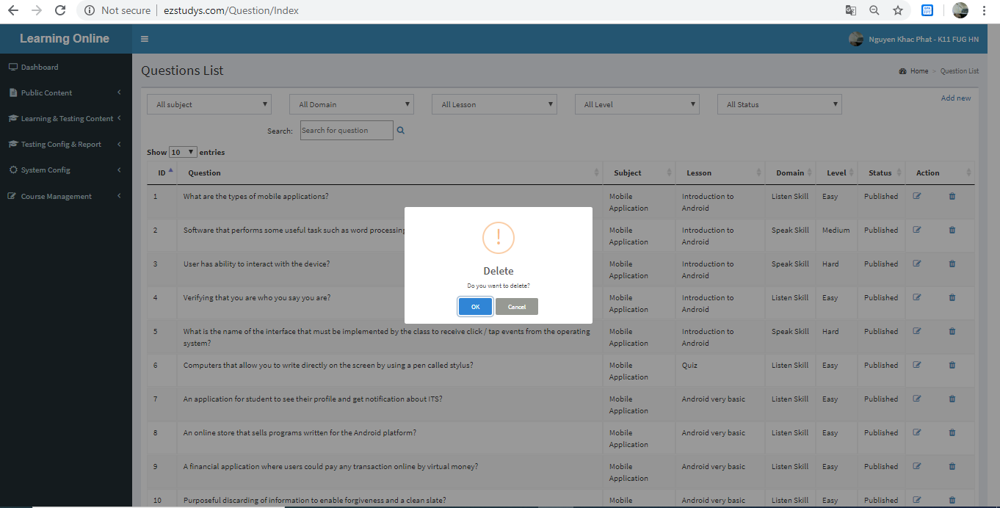 Not secure | ezstudys.com/Question/Index
Learning Online
Nguyen Khac Phat - K11 FUG HN
Dashboard
Public Content
Learning & Testing Content
Testing Config & Report
System Config
Course Management
Questions List
Home > Question List
All subject All Domain All Lesson All Level All Status Add new
Search: Search for question
Show 10 entries
ID Question Subject Lesson Domain Level Status Action
1 What are the types of mobile applications? Mobile Introduction to Listen Skill Easy Published
Application Android
2 Software that performs some useful task such as word processing Mobile Introduction to Speak Skill Medium Published
Application Android
3 User has ability to interact with the device? Mobile Introduction to Speak Skill Hard Published
Application Android
4 Verifying that you are who you say you are? Mobile Introduction to Listen Skill Easy Published
Application Android
5 What is the name of the interface that must be implemented by the class to receive click / tap events from the operating Mobile Introduction to Speak Skill Hard Published
system? Application Android
6 Computers that allow you to write directly on the screen by using a pen called stylus? Mobile Quiz Listen Skill Easy Published
Application
7 An application for student to see their profile and get notification about ITS? Mobile Android very basic Listen Skill Easy Published
Application
8 An online store that sells programs written for the Android platform? Mobile Android very basic Listen Skill Easy Published
Application
9 A financial application where users could pay any transaction online by virtual money? Mobile Android very basic Listen Skill Easy Published
Application
10 Purposeful discarding of information to enable forgiveness and a clean slate? Mobile Android very basic Listen Skill Easy Published
!
Delete
Do you want to delete?
OK Cancel